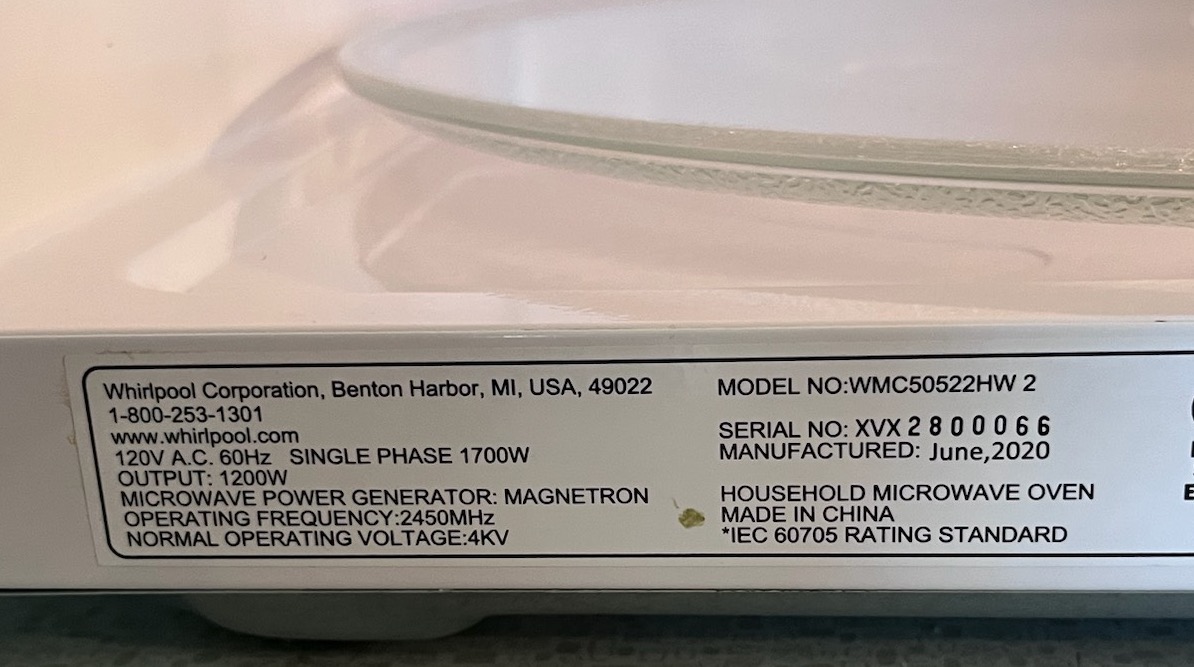 Whirlpool Corporation, Benton Harbor, MI, USA, 49022
1-800-253-1301
www.whirlpool.com
120V A.C. 60Hz SINGLE PHASE 1700W
OUTPUT: 1200W
MICROWAVE POWER GENERATOR: MAGNETRON
OPERATING FREQUENCY:2450MHz
NORMAL OPERATING VOLTAGE:4KV
MODEL NO:WMC50522HW 2
SERIAL NO: XVX 2800066
MANUFACTURED: June,2020
HOUSEHOLD MICROWAVE OVEN
MADE IN CHINA
*IEC 60705 RATING STANDARD